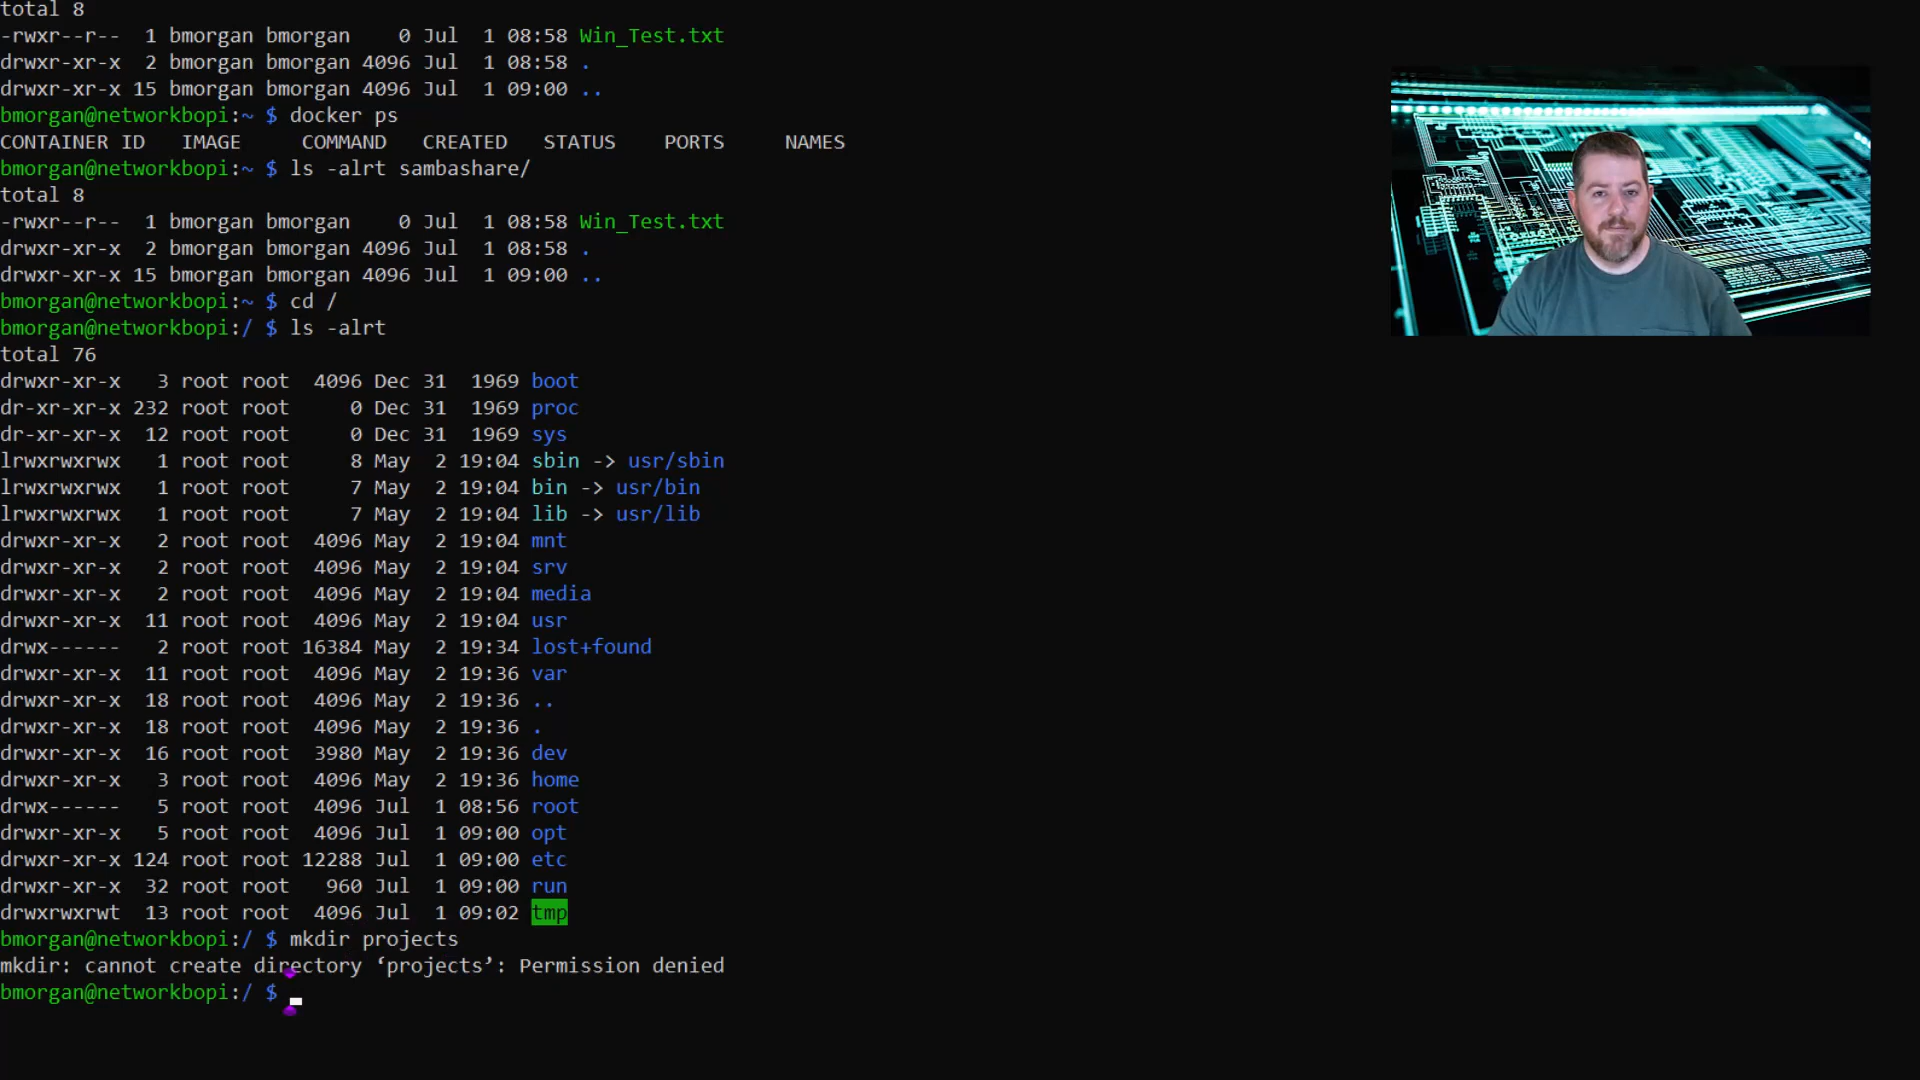 total 8
-rwxr--r--  1 bmorgan bmorgan    0 Jul  1 08:58 Win_Test.txt
drwxr-xr-x  2 bmorgan bmorgan 4096 Jul  1 08:58 .
drwxr-xr-x 15 bmorgan bmorgan 4096 Jul  1 09:00 ..
bmorgan@networkbopi:~ $ docker ps
CONTAINER ID   IMAGE     COMMAND   CREATED   STATUS    PORTS     NAMES
bmorgan@networkbopi:~ $ ls -alrt sambashare/
total 8
-rwxr--r--  1 bmorgan bmorgan    0 Jul  1 08:58 Win_Test.txt
drwxr-xr-x  2 bmorgan bmorgan 4096 Jul  1 08:58 .
drwxr-xr-x 15 bmorgan bmorgan 4096 Jul  1 09:00 ..
bmorgan@networkbopi:~ $ cd /
bmorgan@networkbopi:/ $ ls -alrt
total 76
drwxr-xr-x   3 root root  4096 Dec 31  1969 boot
dr-xr-xr-x 232 root root     0 Dec 31  1969 proc
dr-xr-xr-x  12 root root     0 Dec 31  1969 sys
lrwxrwxrwx   1 root root     8 May  2 19:04 sbin -> usr/sbin
lrwxrwxrwx   1 root root     7 May  2 19:04 bin -> usr/bin
lrwxrwxrwx   1 root root     7 May  2 19:04 lib -> usr/lib
drwxr-xr-x   2 root root  4096 May  2 19:04 mnt
drwxr-xr-x   2 root root  4096 May  2 19:04 srv
drwxr-xr-x   2 root root  4096 May  2 19:04 media
drwxr-xr-x  11 root root  4096 May  2 19:04 usr
drwx------   2 root root 16384 May  2 19:34 lost+found
drwxr-xr-x  11 root root  4096 May  2 19:36 var
drwxr-xr-x  18 root root  4096 May  2 19:36 ..
drwxr-xr-x  18 root root  4096 May  2 19:36 .
drwxr-xr-x  16 root root  3980 May  2 19:36 dev
drwxr-xr-x   3 root root  4096 May  2 19:36 home
drwx------   5 root root  4096 Jul  1 08:56 root
drwxr-xr-x   5 root root  4096 Jul  1 09:00 opt
drwxr-xr-x 124 root root 12288 Jul  1 09:00 etc
drwxr-xr-x  32 root root   960 Jul  1 09:00 run
drwxrwxrwt  13 root root  4096 Jul  1 09:02 tmp
bmorgan@networkbopi:/ $ mkdir projects
mkdir: cannot create directory ‘projects’: Permission denied
bmorgan@networkbopi:/ $